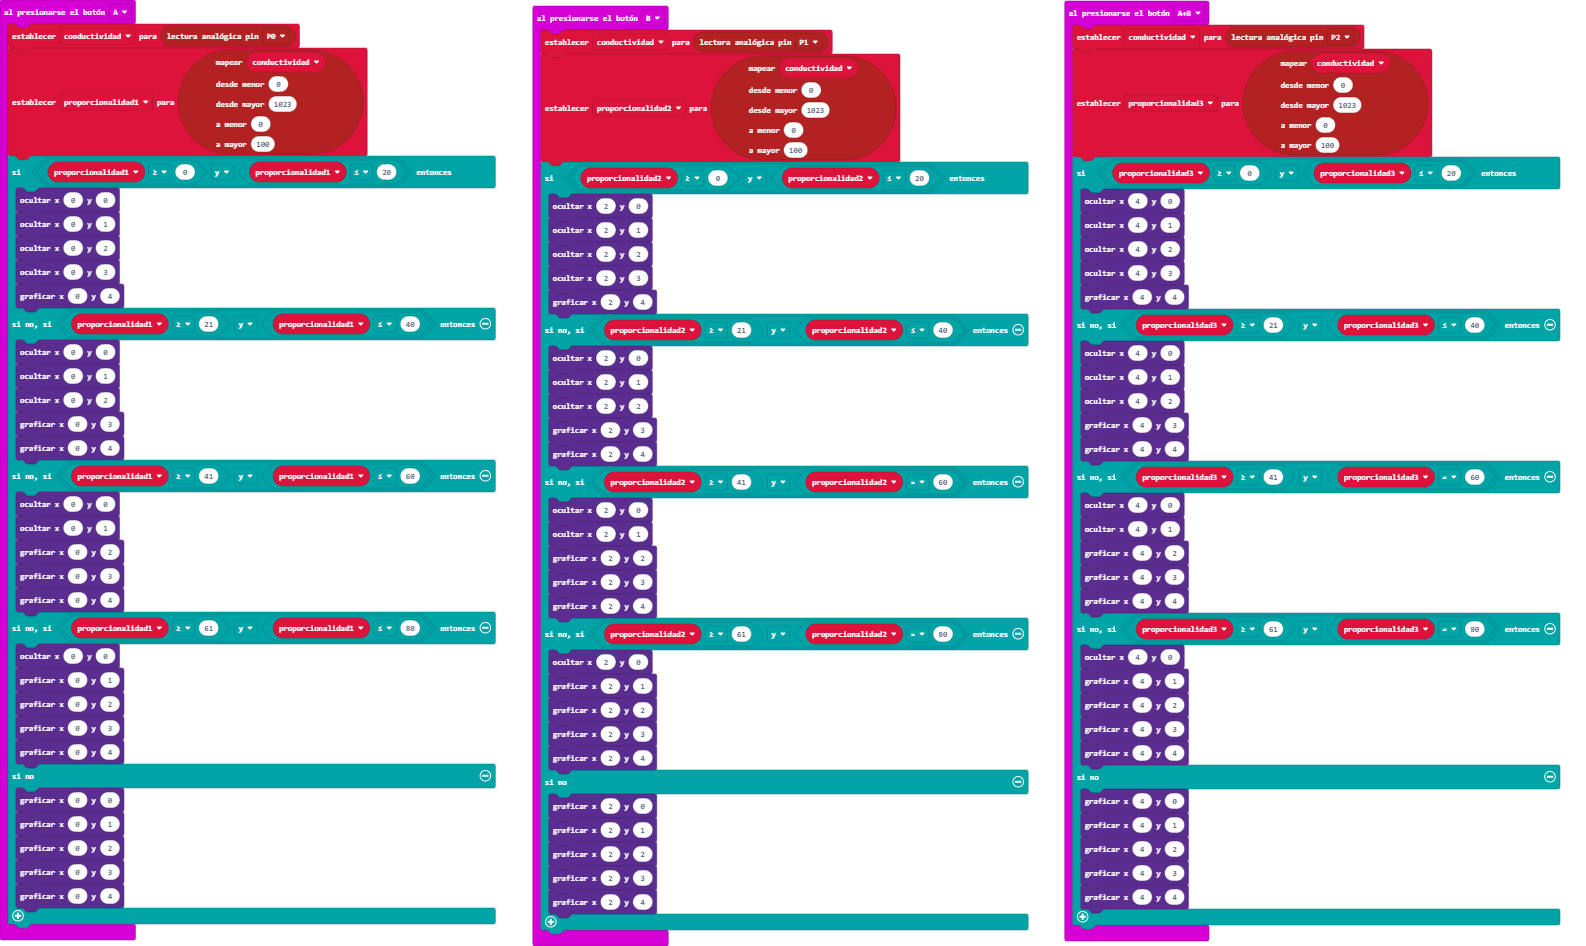 al presionarse el botón A
establecer conductividad para lectura analógica pin P0
mapear conductividad
desde menor 0
establecer proporcionalidad1 para
desde mayor 1023
a menor 0
a mayor 100
si proporcionalidad1 ≥ 0 y proporcionalidad1 ≤ 20 entonces
ocultar x 0 y 0
ocultar x 0 y 1
ocultar x 0 y 2
ocultar x 0 y 3
graficar x 0 y 4
si no, si proporcionalidad1 ≥ 21 y proporcionalidad1 ≤ 40 entonces
ocultar x 0 y 0
ocultar x 0 y 1
ocultar x 0 y 2
graficar x 0 y 3
graficar x 0 y 4
si no, si proporcionalidad1 ≥ 41 y proporcionalidad1 ≤ 60 entonces
ocultar x 0 y 0
ocultar x 0 y 1
graficar x 0 y 2
graficar x 0 y 3
graficar x 0 y 4
si no, si proporcionalidad1 ≥ 61 y proporcionalidad1 ≤ 80 entonces
ocultar x 0 y 0
graficar x 0 y 1
graficar x 0 y 2
graficar x 0 y 3
graficar x 0 y 4
si no
graficar x 0 y 0
graficar x 0 y 1
graficar x 0 y 2
graficar x 0 y 3
graficar x 0 y 4
al presionarse el botón B
establecer conductividad para lectura analógica pin P1
mapear conductividad
desde menor 0
establecer proporcionalidad2 para
desde mayor 1023
a menor 0
a mayor 100
si proporcionalidad2 ≥ 0 y proporcionalidad2 ≤ 20 entonces
ocultar x 2 y 0
ocultar x 2 y 1
ocultar x 2 y 2
ocultar x 2 y 3
graficar x 2 y 4
si no, si proporcionalidad2 ≥ 21 y proporcionalidad2 ≤ 40 entonces
ocultar x 2 y 0
ocultar x 2 y 1
ocultar x 2 y 2
graficar x 2 y 3
graficar x 2 y 4
si no, si proporcionalidad2 ≥ 41 y proporcionalidad2 = 60 entonces
ocultar x 2 y 0
ocultar x 2 y 1
graficar x 2 y 2
graficar x 2 y 3
graficar x 2 y 4
si no, si proporcionalidad2 ≥ 61 y proporcionalidad2 = 80 entonces
ocultar x 2 y 0
graficar x 2 y 1
graficar x 2 y 2
graficar x 2 y 3
graficar x 2 y 4
si no
graficar x 2 y 0
graficar x 2 y 1
graficar x 2 y 2
graficar x 2 y 3
graficar x 2 y 4
al presionarse el botón A+B
establecer conductividad para lectura analógica pin P2
mapear conductividad
desde menor 0
establecer proporcionalidad3 para
desde mayor 1023
a menor 0
a mayor 100
si proporcionalidad3 ≥ 0 y proporcionalidad3 ≤ 20 entonces
ocultar x 4 y 0
ocultar x 4 y 1
ocultar x 4 y 2
ocultar x 4 y 3
graficar x 4 y 4
si no, si proporcionalidad3 ≥ 21 y proporcionalidad3 ≤ 40 entonces
ocultar x 4 y 0
ocultar x 4 y 1
ocultar x 4 y 2
graficar x 4 y 3
graficar x 4 y 4
si no, si proporcionalidad3 ≥ 41 y proporcionalidad3 = 60 entonces
ocultar x 4 y 0
ocultar x 4 y 1
graficar x 4 y 2
graficar x 4 y 3
graficar x 4 y 4
si no, si proporcionalidad3 ≥ 61 y proporcionalidad3 = 80 entonces
ocultar x 4 y 0
graficar x 4 y 1
graficar x 4 y 2
graficar x 4 y 3
graficar x 4 y 4
si no
graficar x 4 y 0
graficar x 4 y 1
graficar x 4 y 2
graficar x 4 y 3
graficar x 4 y 4